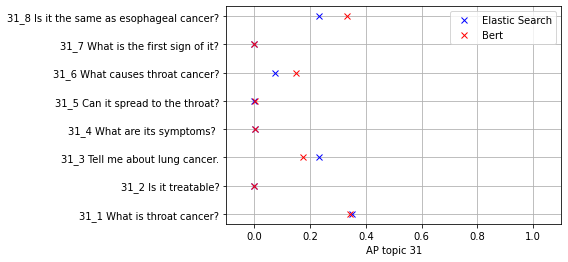 31_8 Is it the same as esophageal cancer?
31_7 What is the first sign of it?
31_6 What causes throat cancer?
31_5 Can it spread to the throat?
31_4 What are its symptoms?
31_3 Tell me about lung cancer.
31_2 Is it treatable?
31_1 What is throat cancer?
Elastic Search
Bert
0.0 0.2 0.4 0.6 0.8 1.0
AP topic 31